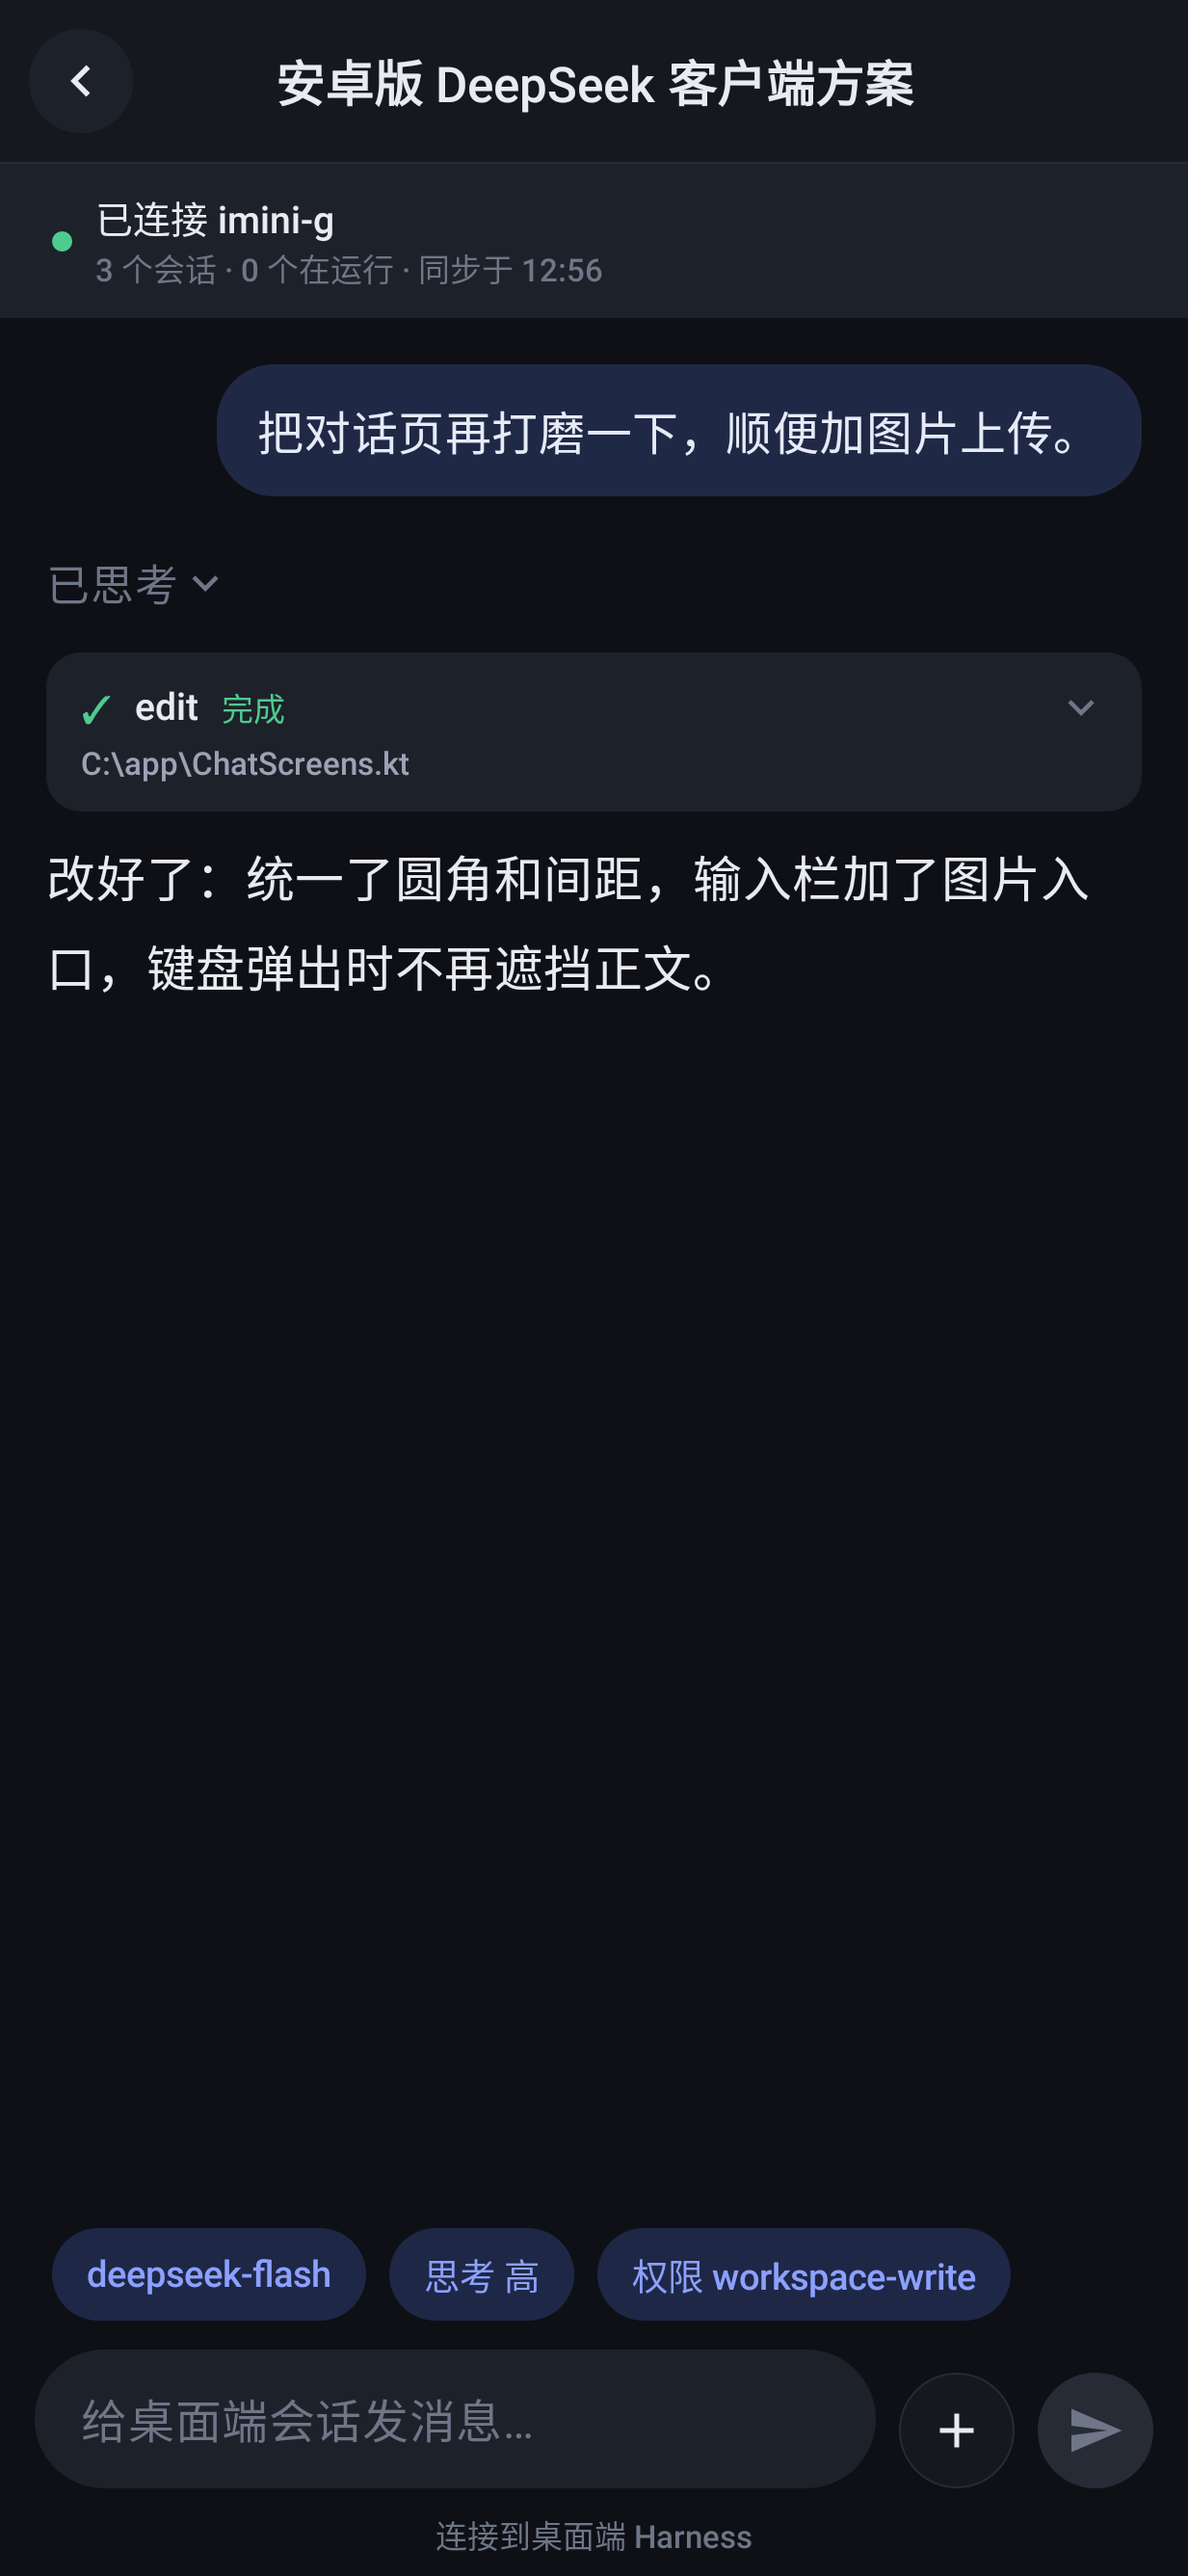 安卓版 DeepSeek 客户端方案
已连接 imini-g
3 个会话 · 0 个在运行 · 同步于 12:56
把对话页再打磨一下，顺便加图片上传。
已思考
✓ edit 完成
C:\app\ChatScreens.kt
改好了：统一了圆角和间距，输入栏加了图片入
口，键盘弹出时不再遮挡正文。
deepseek-flash 思考 高 权限 workspace-write
给桌面端会话发消息…
连接到桌面端 Harness